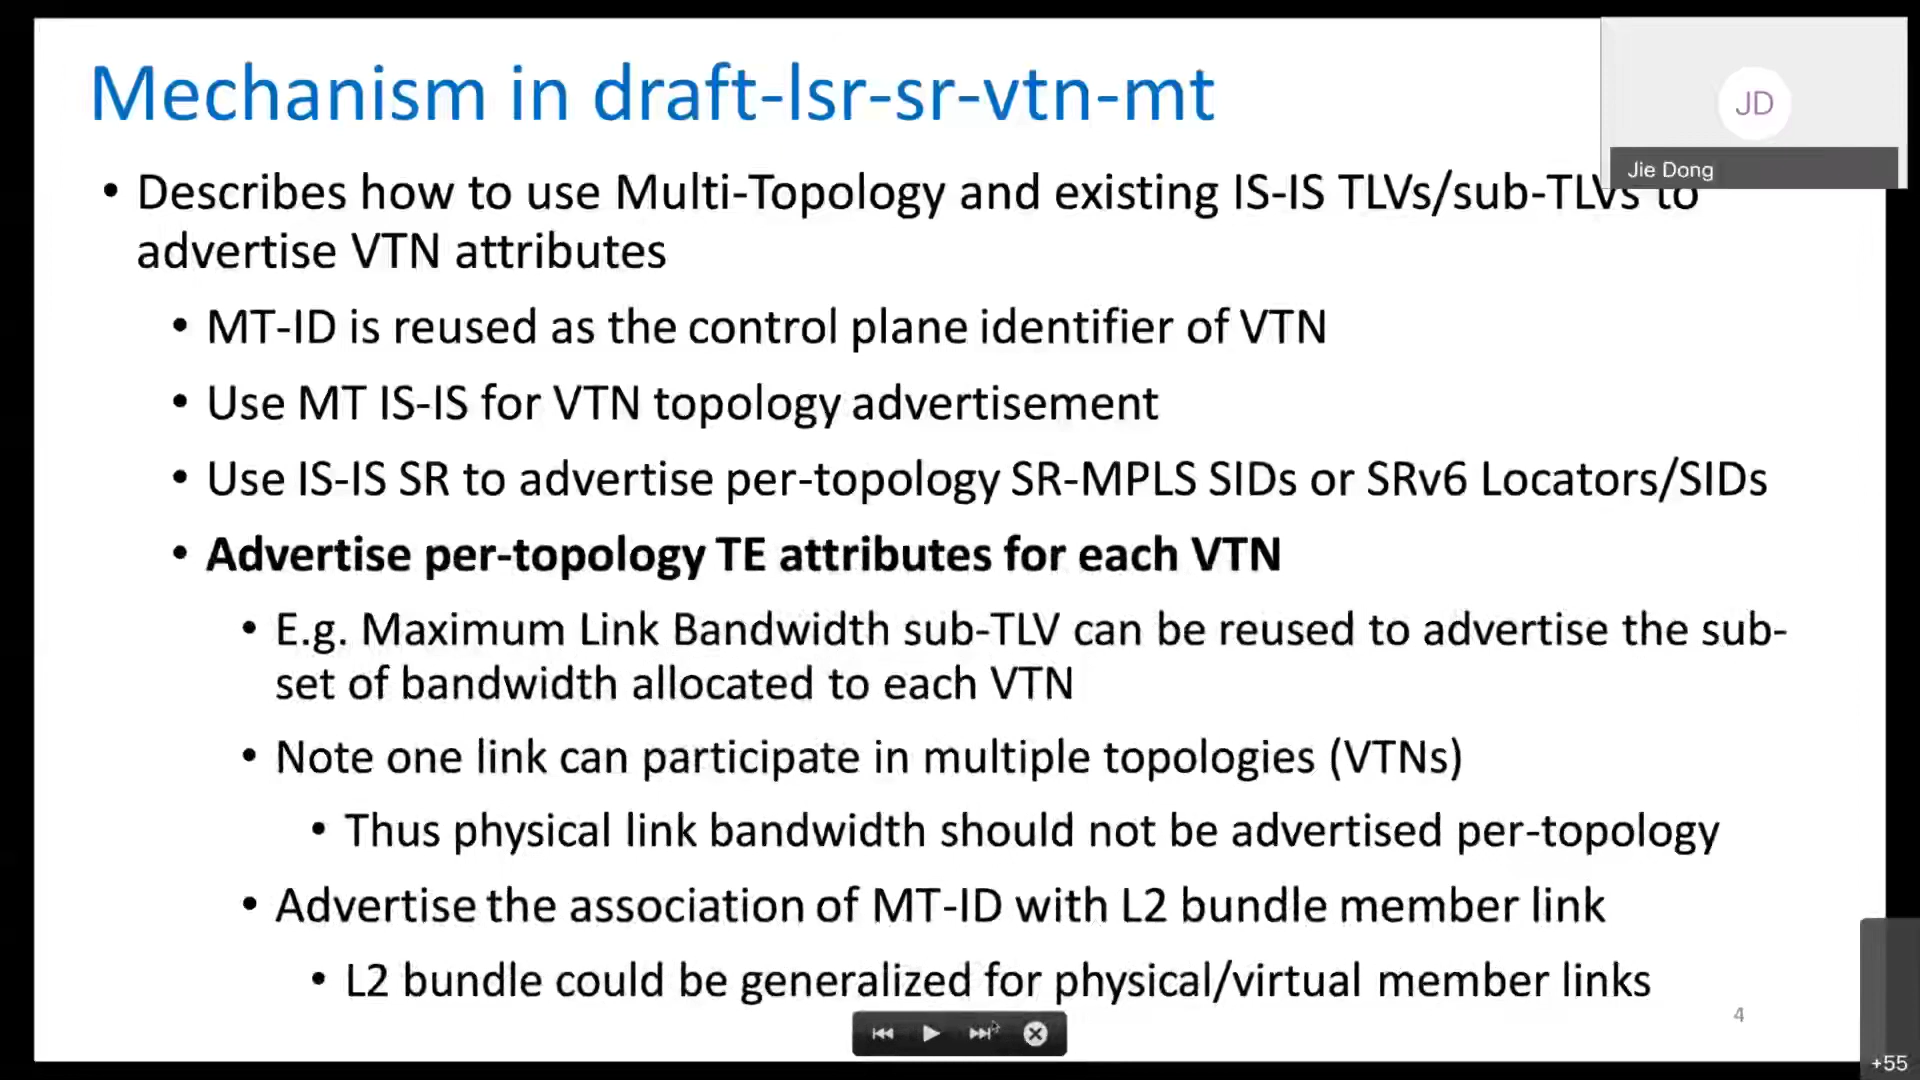 Mechanism in draft-lsr-sr-vtn-mt
JD
Jie Dong
• Describes how to use Multi-Topology and existing IS-IS TLVs/sub-TLVs to
advertise VTN attributes
• MT-ID is reused as the control plane identifier of VTN
• Use MT IS-IS for VTN topology advertisement
• Use IS-IS SR to advertise per-topology SR-MPLS SIDs or SRv6 Locators/SIDs
• Advertise per-topology TE attributes for each VTN
• E.g. Maximum Link Bandwidth sub-TLV can be reused to advertise the sub-
set of bandwidth allocated to each VTN
• Note one link can participate in multiple topologies (VTNs)
• Thus physical link bandwidth should not be advertised per-topology
• Advertise the association of MT-ID with L2 bundle member link
• L2 bundle could be generalized for physical/virtual member links
4
+55